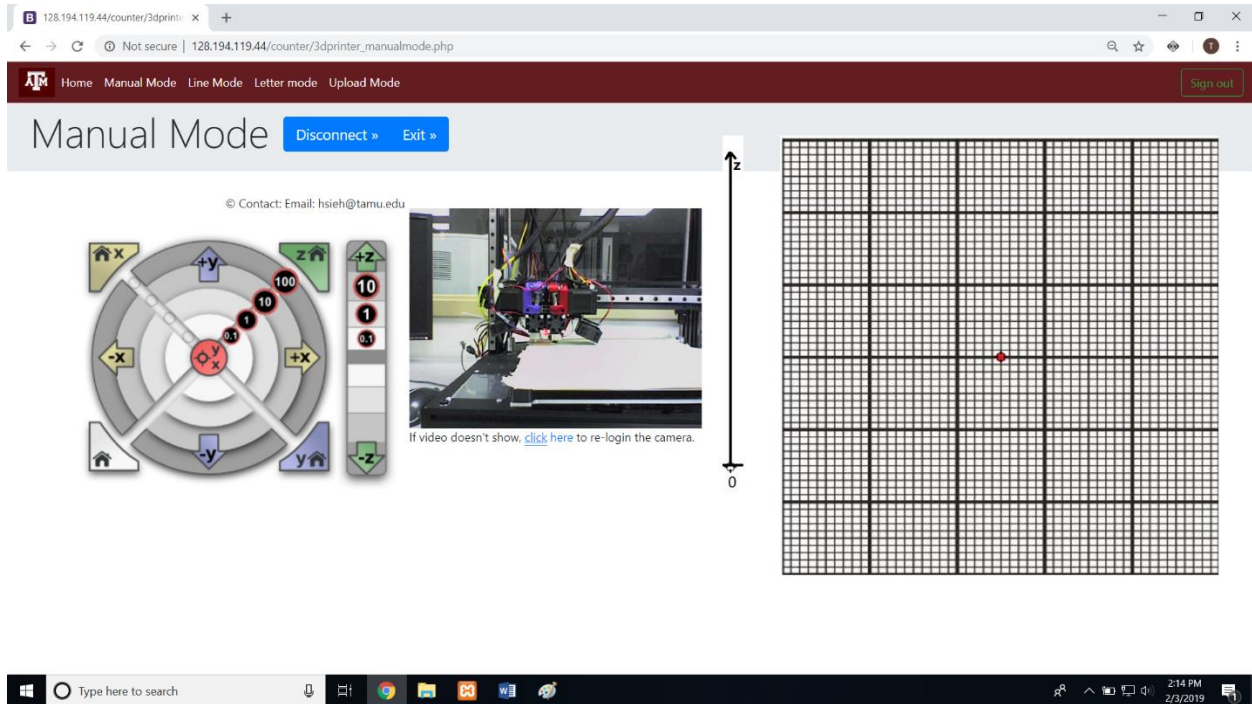 128.194.119.44/counter/3dprinte
Not secure | 128.194.119.44/counter/3dprinter_manualmode.php
T
ATM Home Manual Mode Line Mode Letter mode Upload Mode Sign out
Manual Mode Disconnect » Exit »
z
© Contact: Email: hsieh@tamu.edu
x +y z +z
100 10
10 1
1 0.1
0.1
-x y x +x
If video doesn't show, click here to re-login the camera.
-y y -z
0
Type here to search
2:14 PM
2/3/2019
1